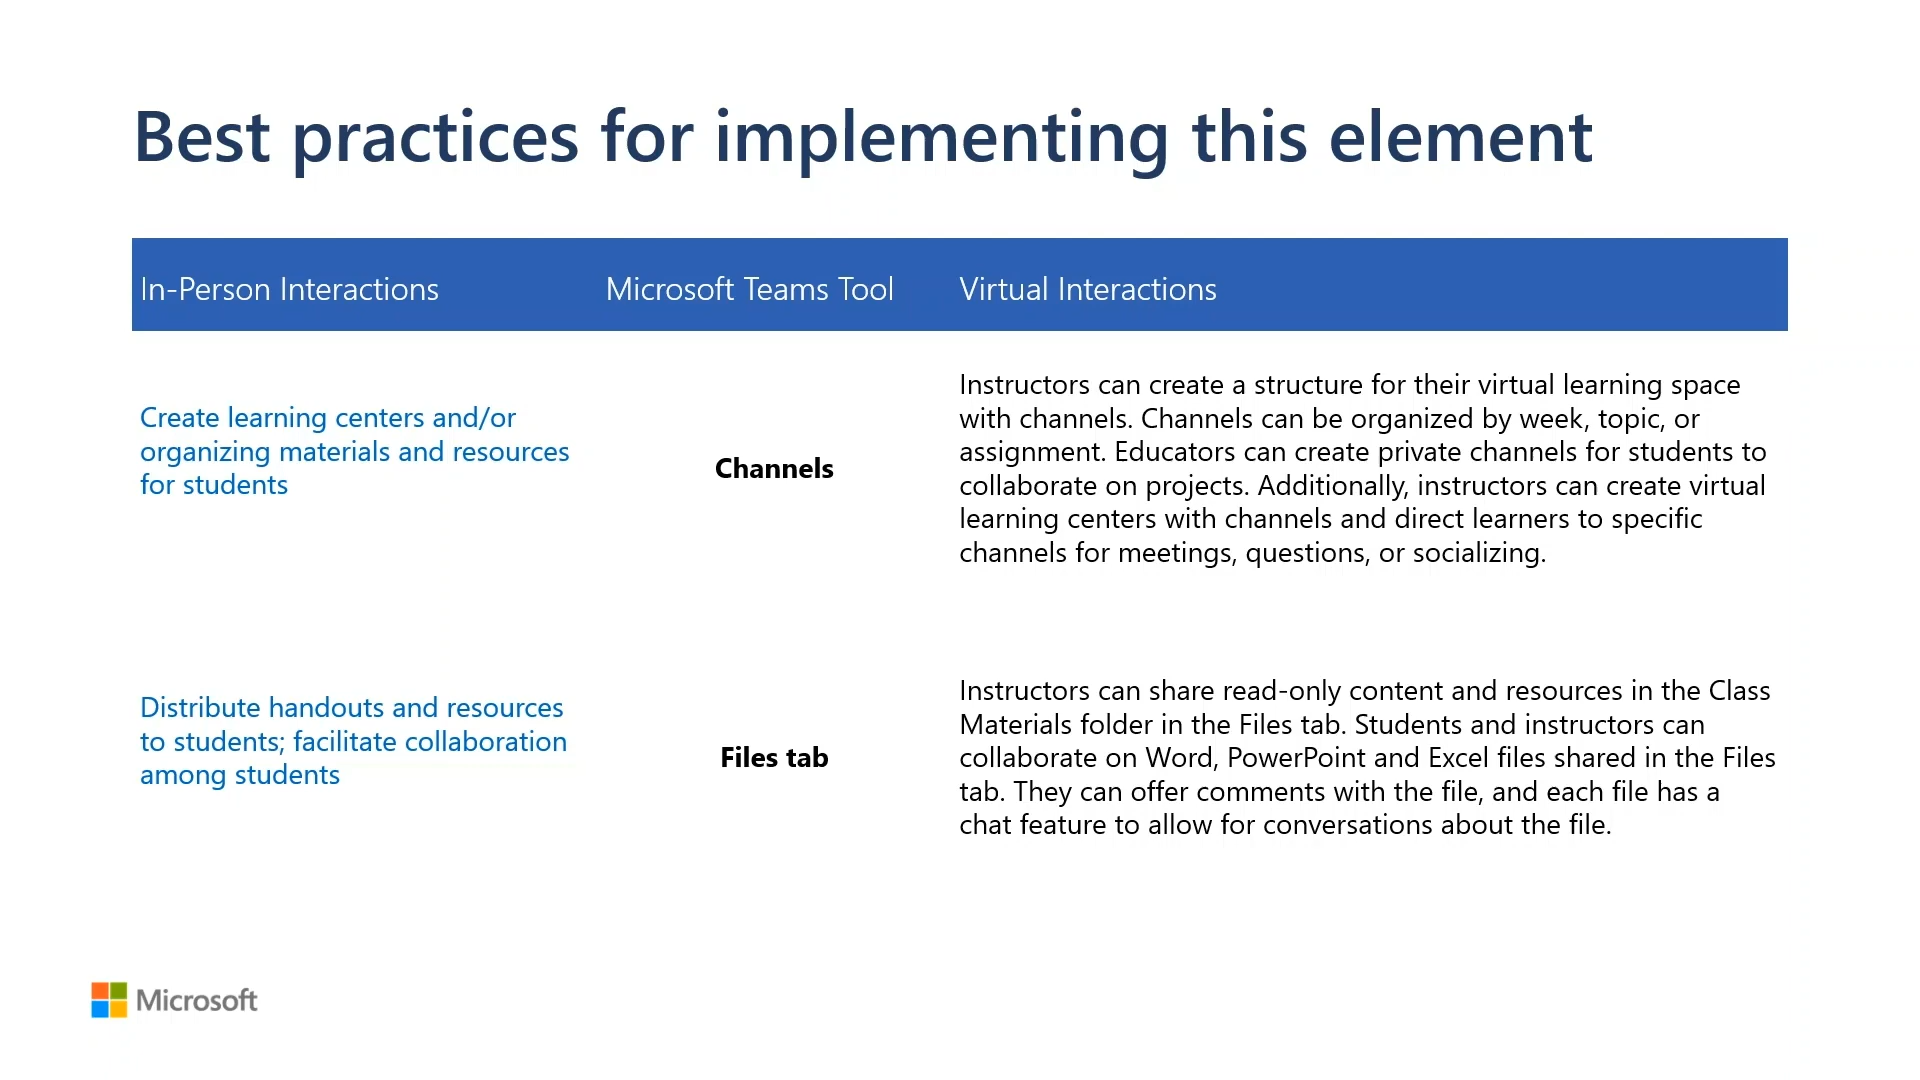 Best practices for implementing this element
In-Person Interactions
Microsoft Teams Tool
Virtual Interactions
Create learning centers and/or
organizing materials and resources
for students
Channels
Instructors can create a structure for their virtual learning space
with channels. Channels can be organized by week, topic, or
assignment. Educators can create private channels for students to
collaborate on projects. Additionally, instructors can create virtual
learning centers with channels and direct learners to specific
channels for meetings, questions, or socializing.
Distribute handouts and resources
to students; facilitate collaboration
among students
Files tab
Instructors can share read-only content and resources in the Class
Materials folder in the Files tab. Students and instructors can
collaborate on Word, PowerPoint and Excel files shared in the Files
tab. They can offer comments with the file, and each file has a
chat feature to allow for conversations about the file.
Microsoft